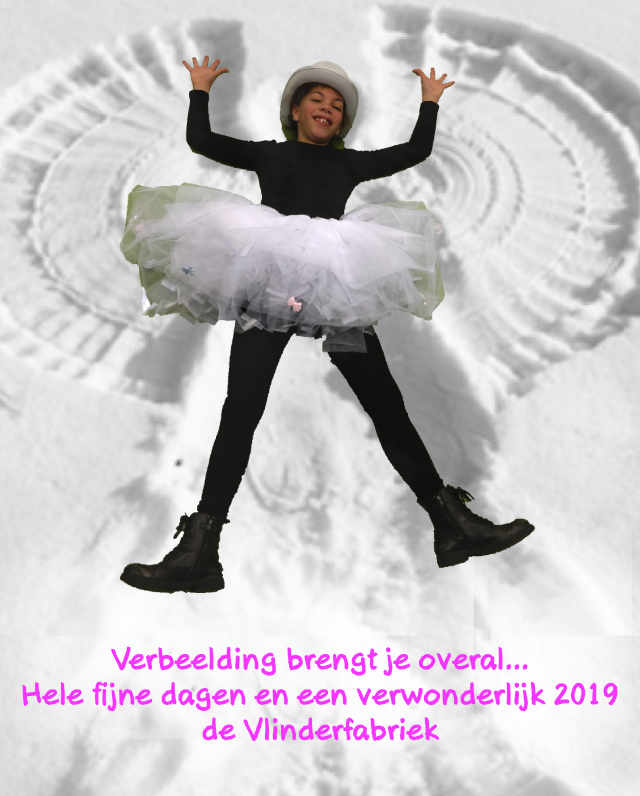 Verbeelding brengt je overal...
Hele fijne dagen en een verwonderlijk 2019
de Vlinderfabriek